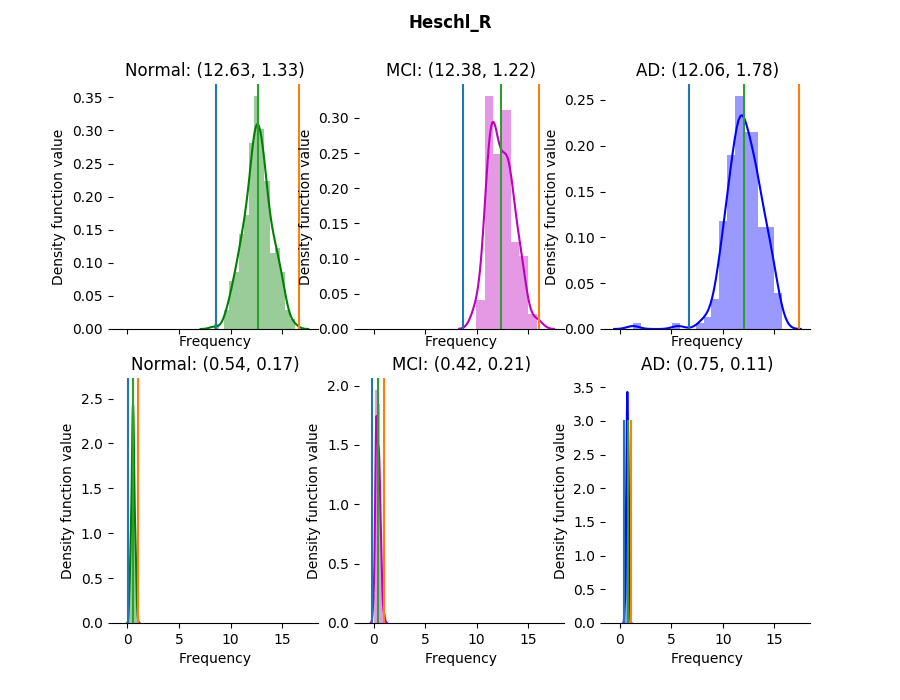 Heschl_R
Normal: (12.63, 1.33)
MCI: (12.38, 1.22)
AD: (12.06, 1.78)
Density function value
0.35
0.30
0.25
0.20
0.15
0.10
0.05
0.00
Frequency
Density function value
0.30
0.25
0.20
0.15
0.10
0.05
0.00
Frequency
Density function value
0.25
0.20
0.15
0.10
0.05
0.00
Frequency
Normal: (0.54, 0.17)
MCI: (0.42, 0.21)
AD: (0.75, 0.11)
Density function value
2.5
2.0
1.5
1.0
0.5
0.0
0 5 10 15
Frequency
Density function value
2.0
1.5
1.0
0.5
0.0
0 5 10 15
Frequency
Density function value
3.5
3.0
2.5
2.0
1.5
1.0
0.5
0.0
0 5 10 15
Frequency